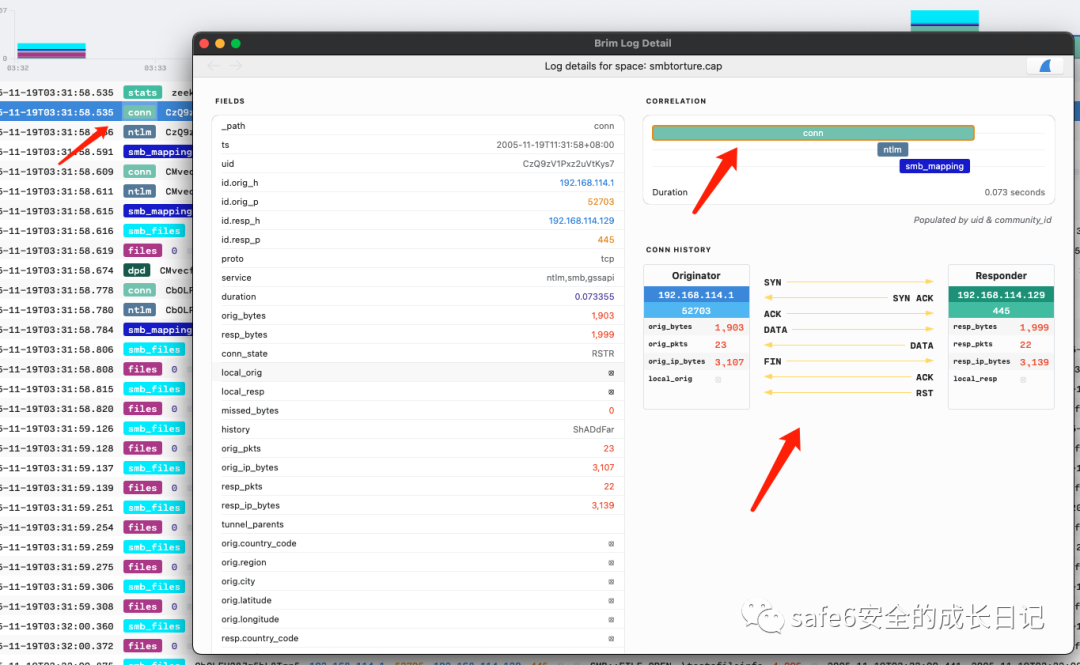 03:32
03:33
Brim Log Detail
Log details for space: smbtorture.cap
5-11-19T03:31:58.535 stats zeek
5-11-19T03:31:58.535 conn CzQ9z
ntlm CzQ9z
5-11-19T03:31:58.591 smb_mapping
5-11-19T03:31:58.609 conn CMvec
5-11-19T03:31:58.611 ntlm CMvec
5-11-19T03:31:58.615 smb_mapping
5-11-19T03:31:58.616 smb_files
5-11-19T03:31:58.619 files 0
5-11-19T03:31:58.674 dpd CMvecf
5-11-19T03:31:58.778 conn CbOLF
5-11-19T03:31:58.780 ntlm CbOLF
5-11-19T03:31:58.784 smb_mapping
5-11-19T03:31:58.806 smb_files
5-11-19T03:31:58.808 files 0
5-11-19T03:31:58.815 smb_files
5-11-19T03:31:58.820 files 0
5-11-19T03:31:59.126 smb_files
5-11-19T03:31:59.128 files 0
5-11-19T03:31:59.137 smb_files
5-11-19T03:31:59.139 files 0
5-11-19T03:31:59.251 smb_files
5-11-19T03:31:59.254 files 0
5-11-19T03:31:59.259 smb_files
5-11-19T03:31:59.275 files 0
5-11-19T03:31:59.306 smb_files
5-11-19T03:31:59.308 files 0
5-11-19T03:32:00.360 smb_files
5-11-19T03:32:00.372 files 0
FIELDS
_path conn
ts 2005-11-19T11:31:58+08:00
uid CzQ9zV1Pxz2uVtKys7
id.orig_h 192.168.114.1
id.orig_p 52703
id.resp_h 192.168.114.129
id.resp_p 445
proto tcp
service ntlm,smb,gssapi
duration 0.073355
orig_bytes 1,903
resp_bytes 1,999
conn_state RSTR
local_orig
local_resp
missed_bytes 0
history ShADdFar
orig_pkts 23
orig_ip_bytes 3,107
resp_pkts 22
resp_ip_bytes 3,139
tunnel_parents
orig.country_code
orig.region
orig.city
orig.latitude
orig.longitude
resp.country_code
CORRELATION
conn
ntlm
smb_mapping
Duration 0.073 seconds
Populated by uid & community_id
CONN HISTORY
Originator
192.168.114.1
52703
orig_bytes 1,903
orig_pkts 23
orig_ip_bytes 3,107
local_orig
SYN
SYN ACK
ACK
DATA
DATA
FIN
ACK
RST
Responder
192.168.114.129
445
resp_bytes 1,999
resp_pkts 22
resp_ip_bytes 3,139
local_resp
safe6安全的成长日记